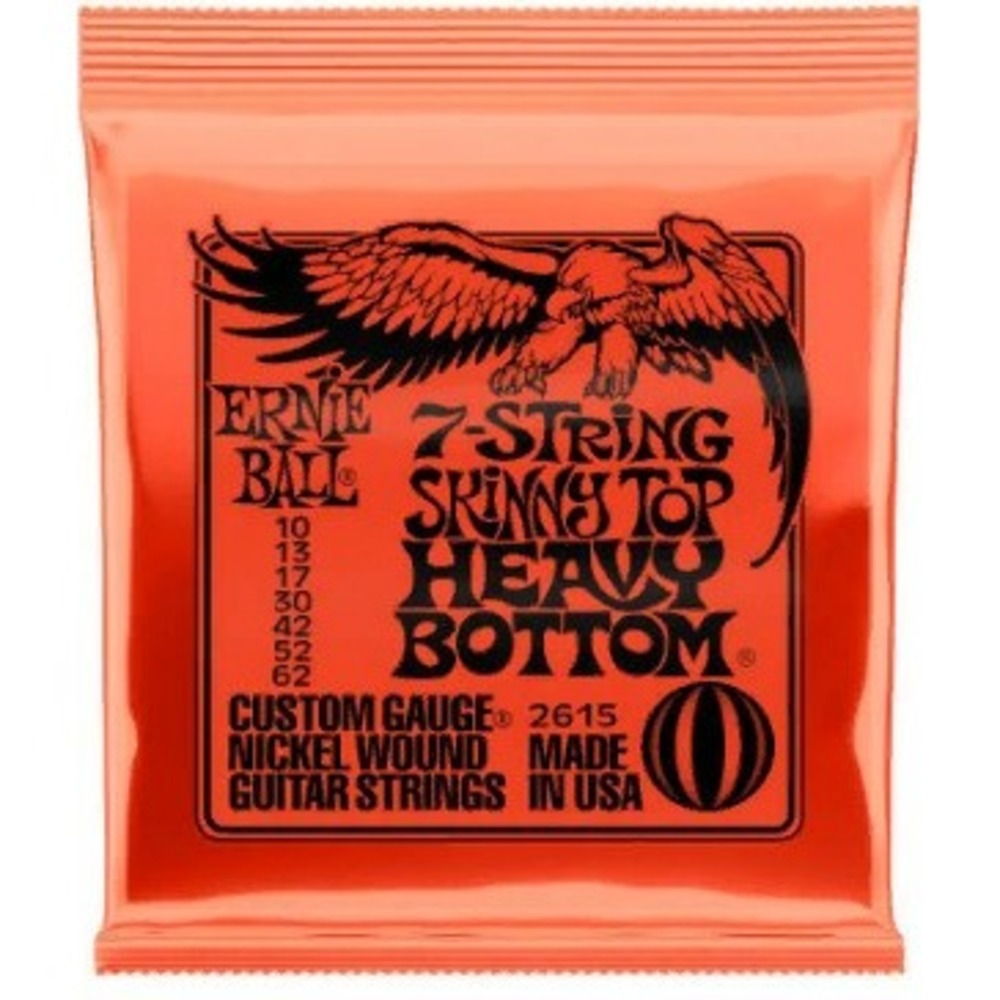 ERNIE
BALL®
10
13
17
30
42
52
62
7-STRING
SKINNY TOP
HEAVY
BOTTOM®
CUSTOM GAUGE®
NICKEL WOUND
GUITAR STRINGS
2615
MADE
IN USA